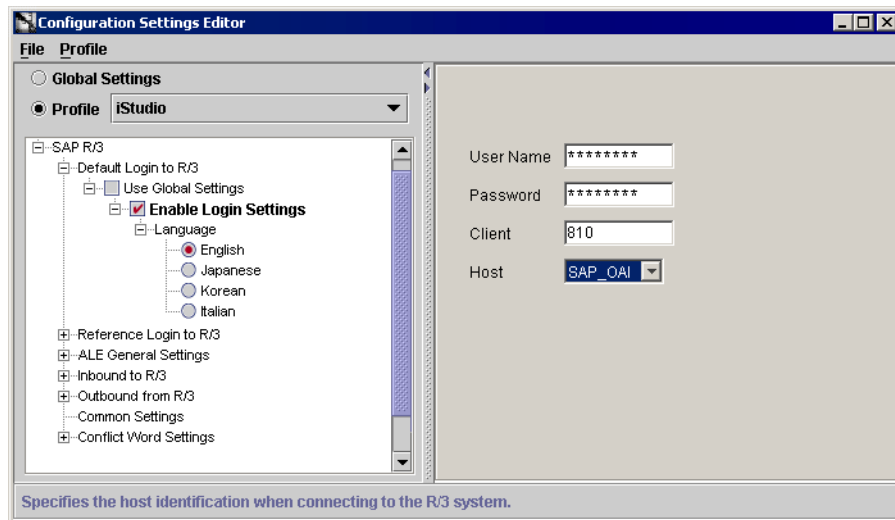 Configuration Settings Editor
File Profile
Global Settings
Profile iStudio
SAP R/3
Default Login to R/3
Use Global Settings
Enable Login Settings
Language
English
Japanese
Korean
Italian
Reference Login to R/3
ALE General Settings
Inbound to R/3
Outbound from R/3
Common Settings
Conflict Word Settings
User Name ********
Password ********
Client 810
Host SAP_OAI
Specifies the host identification when connecting to the R/3 system.